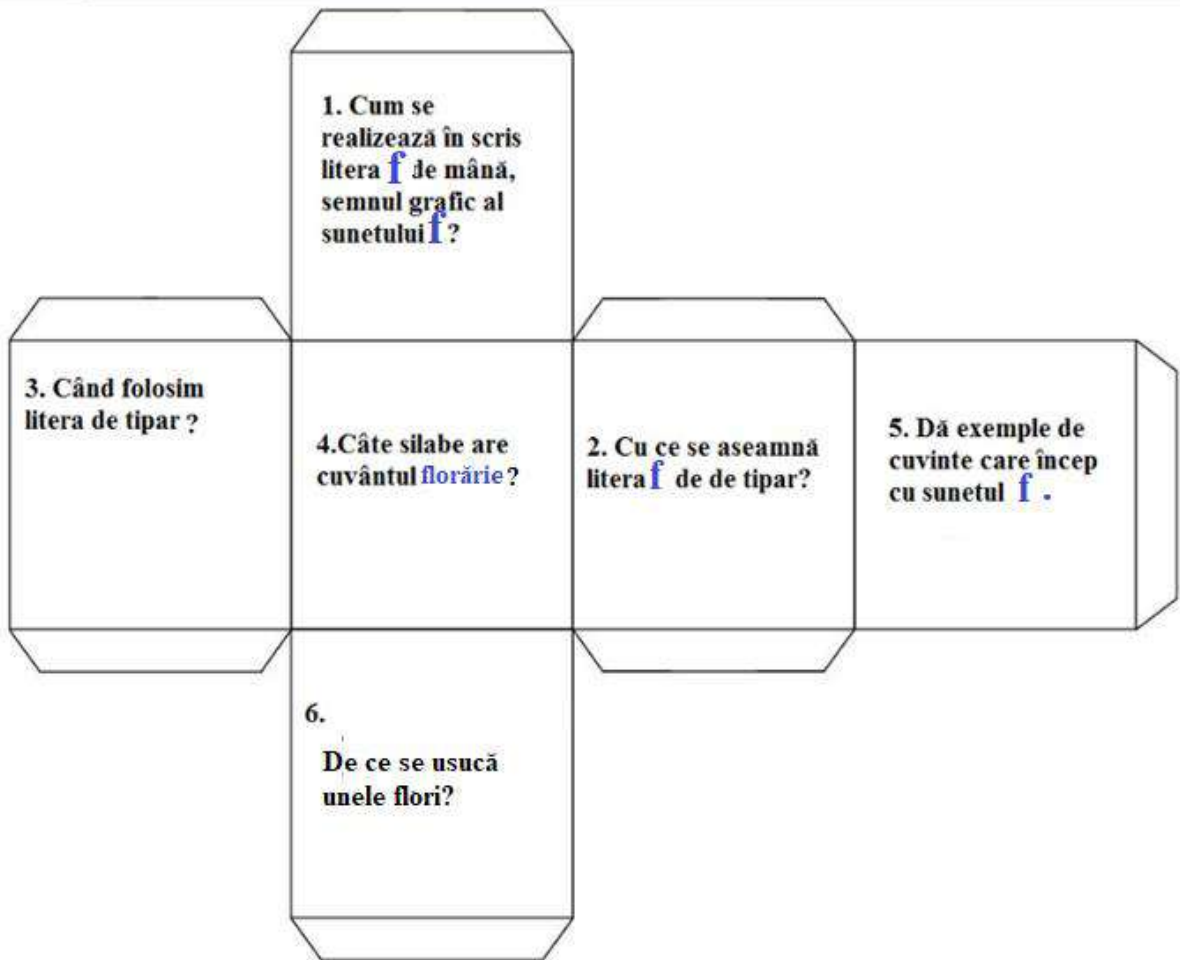 1. Cum se
realizează în scris
litera f de mână,
semnul grafic al
sunetului f ?
3. Când folosim
litera de tipar ?
4.Câte silabe are
cuvântul florărie ?
2. Cu ce se aseamnă
litera f de de tipar?
5. Dă exemple de
cuvinte care încep
cu sunetul f .
6.
De ce se usucă
unele flori?